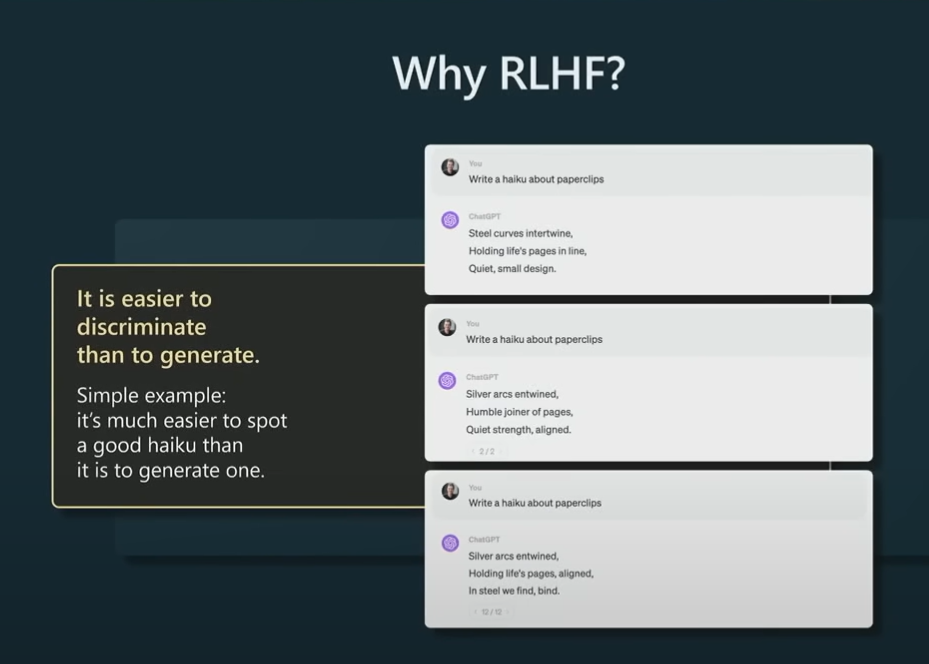 Why RLHF?
It is easier to
discriminate
than to generate.
Simple example:
it's much easier to spot
a good haiku than
it is to generate one.
You
Write a haiku about paperclips
ChatGPT
Steel curves intertwine,
Holding life's pages in line,
Quiet, small design.
You
Write a haiku about paperclips
ChatGPT
Silver arcs entwined,
Humble joiner of pages,
Quiet strength, aligned.
2 / 2
You
Write a haiku about paperclips
ChatGPT
Silver arcs entwined,
Holding life's pages, aligned,
In steel we find, bind.
12 / 12